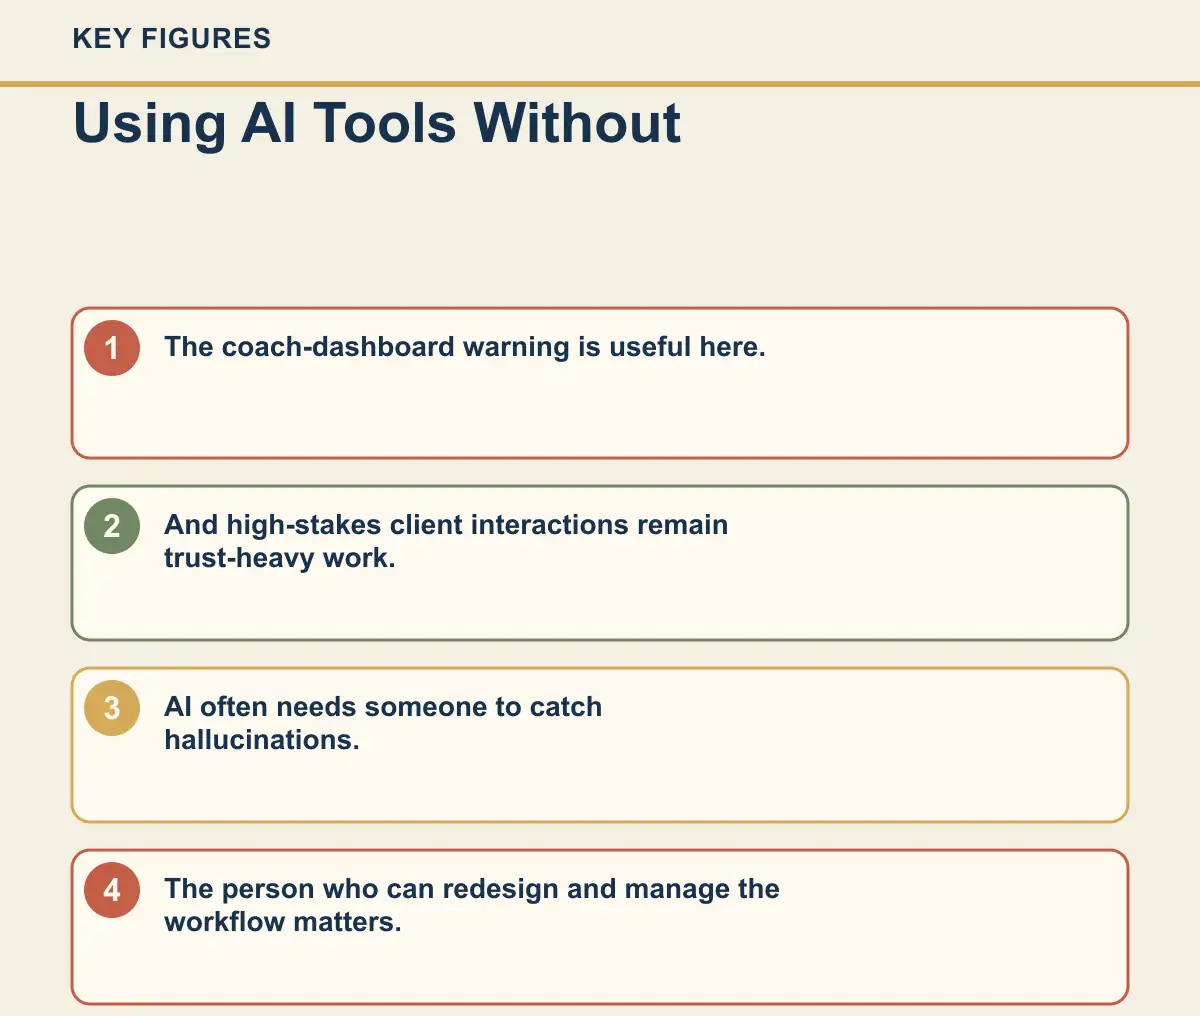 KEY FIGURES
Using AI Tools Without
1
The coach-dashboard warning is useful here.
2
And high-stakes client interactions remain
trust-heavy work.
3
AI often needs someone to catch
hallucinations.
4
The person who can redesign and manage the
workflow matters.